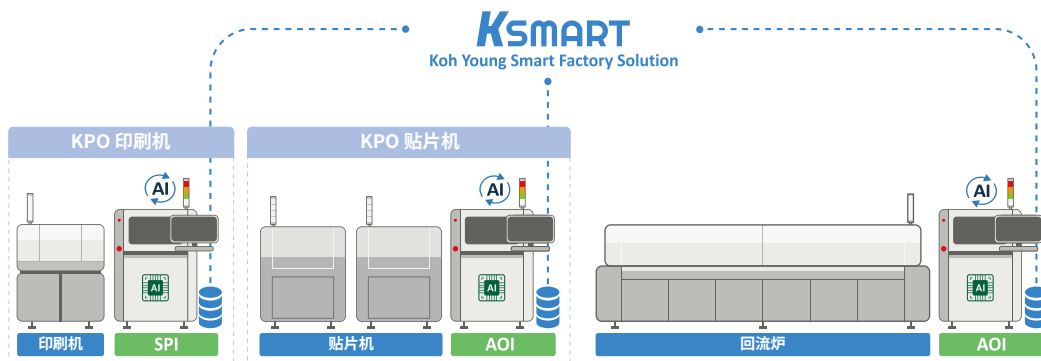 KSMART
Koh Young Smart Factory Solution
KPO 印刷机
KPO 贴片机
AI
AI
AI
AI
AI
AI
印刷机
SPI
贴片机
AOI
回流炉
AOI